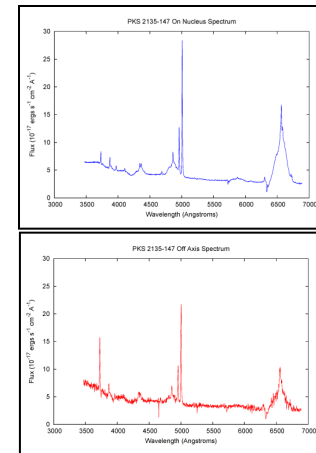 PKS 2135-147 On Nucleus Spectrum
30
25
20
15
10
5
0
Flux (10⁻¹⁷ ergs s⁻¹ cm⁻² A⁻¹)
3000 3500 4000 4500 5000 5500 6000 6500 7000
Wavelength (Angstroms)
PKS 2135-147 Off Axis Spectrum
30
25
20
15
10
5
0
Flux (10⁻¹⁷ ergs s⁻¹ cm⁻² A⁻¹)
3000 3500 4000 4500 5000 5500 6000 6500 7000
Wavelength (Angstroms)